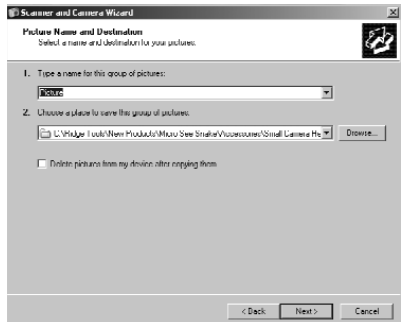 Scanner and Camera Wizard
Picture Name and Destination
Select a name and destination for your pictures.
1. Type a name for this group of pictures:
Picture
2. Choose a place to save this group of pictures:
C:\Ridge Tools\New Products\Micro See Snake\Accessories\Small Camera He
Browse...
Delete pictures from my device after copying them
< Back
Next >
Cancel